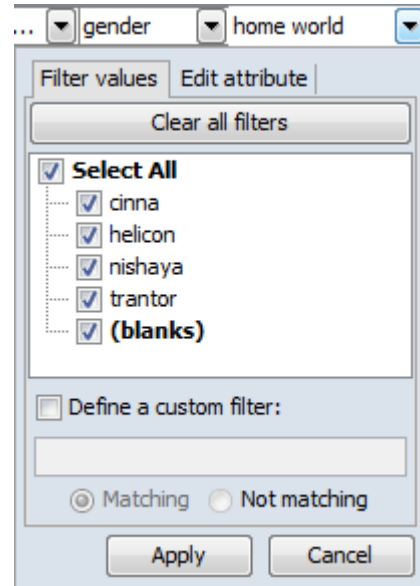 ... gender home world
Filter values Edit attribute
Clear all filters
Select All
cinna
helicon
nishaya
trantor
(blanks)
Define a custom filter:
Matching Not matching
Apply Cancel